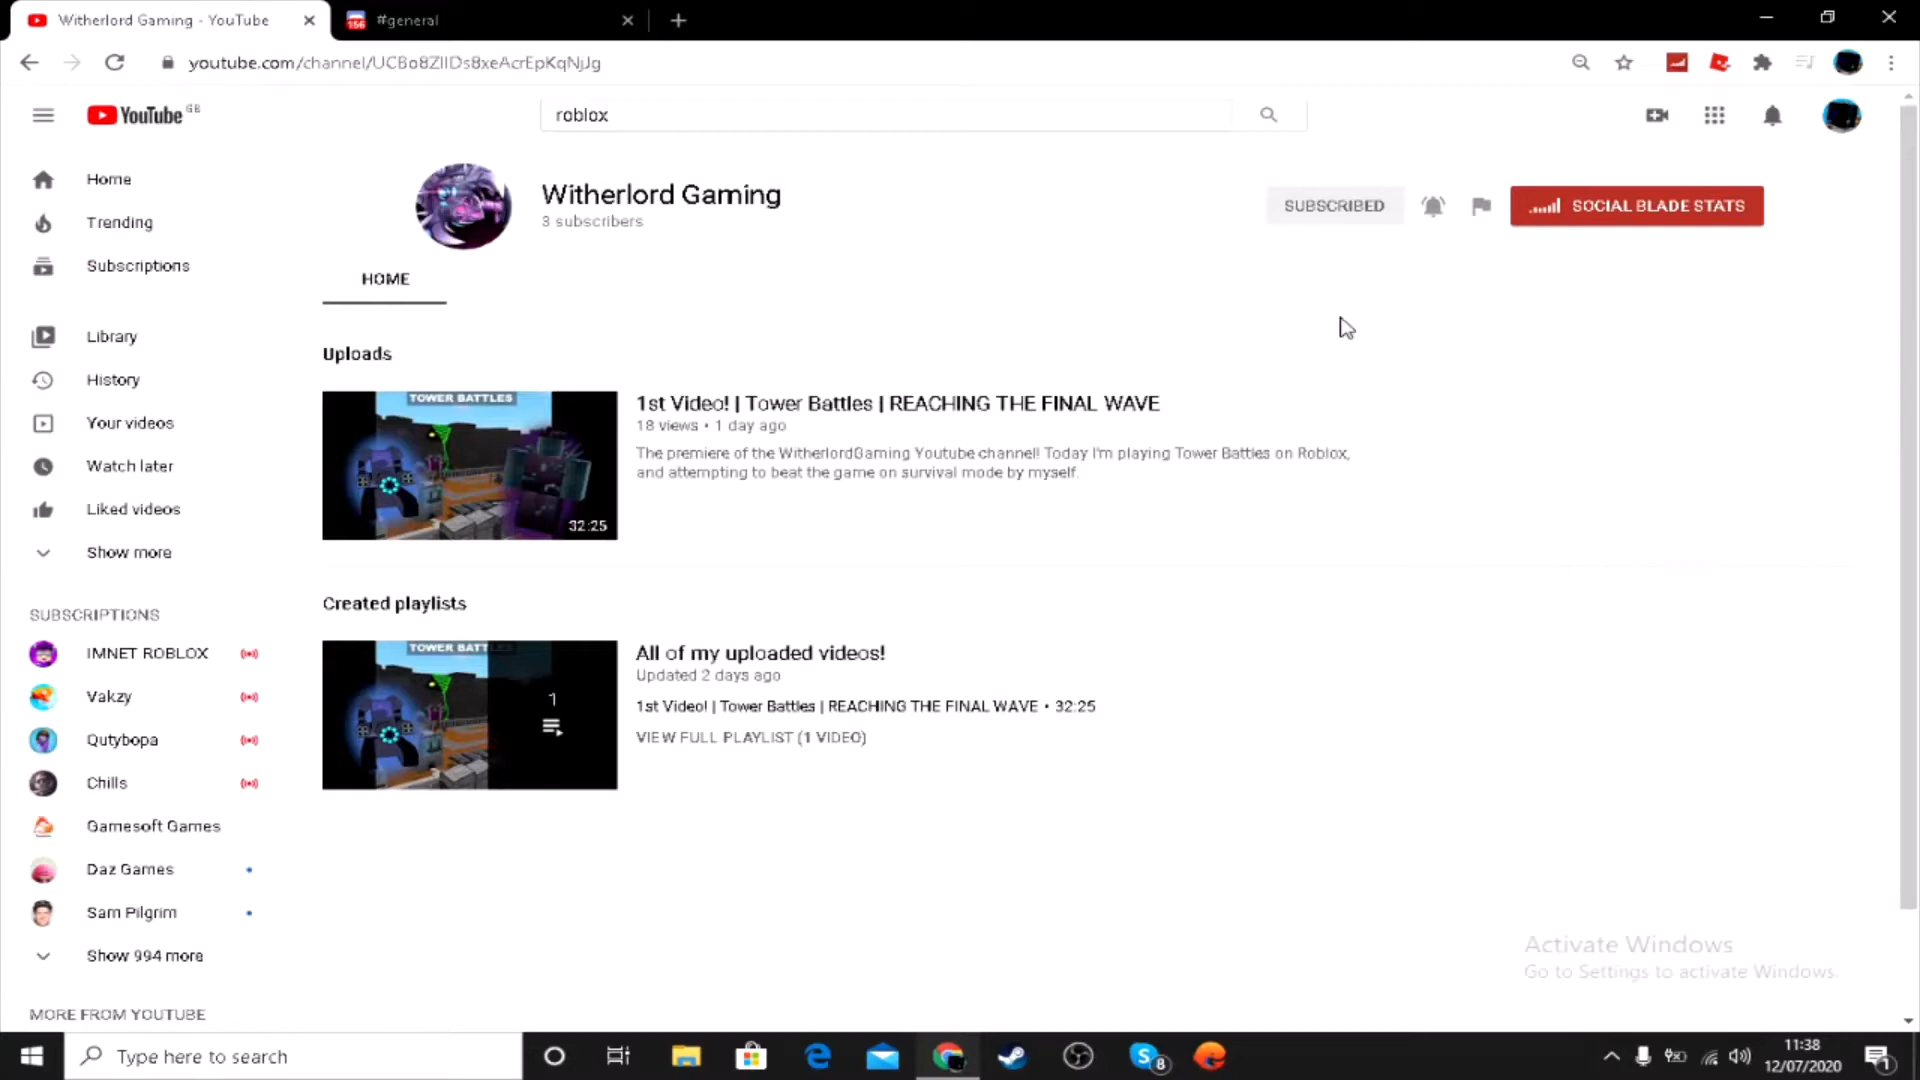 Witherlord Gaming - YouTube
156
#general
youtube.com/channel/UCBo8ZIIDs8xeAcrEpKqNjJg
YouTube GB
roblox
Home
Trending
Subscriptions
Library
History
Your videos
Watch later
Liked videos
Show more
SUBSCRIPTIONS
IMNET ROBLOX
Vakzy
Qutybopa
Chills
Gamesoft Games
Daz Games
Sam Pilgrim
Show 994 more
MORE FROM YOUTUBE
Witherlord Gaming
3 subscribers
SUBSCRIBED
SOCIAL BLADE STATS
HOME
Uploads
TOWER BATTLES
32:25
1st Video! | Tower Battles | REACHING THE FINAL WAVE
18 views • 1 day ago
The premiere of the WitherlordGaming Youtube channel! Today I'm playing Tower Battles on Roblox,
and attempting to beat the game on survival mode by myself.
Created playlists
TOWER BATTLES
1
All of my uploaded videos!
Updated 2 days ago
1st Video! | Tower Battles | REACHING THE FINAL WAVE • 32:25
VIEW FULL PLAYLIST (1 VIDEO)
Activate Windows
Go to Settings to activate Windows.
Type here to search
8
11:38
12/07/2020
1